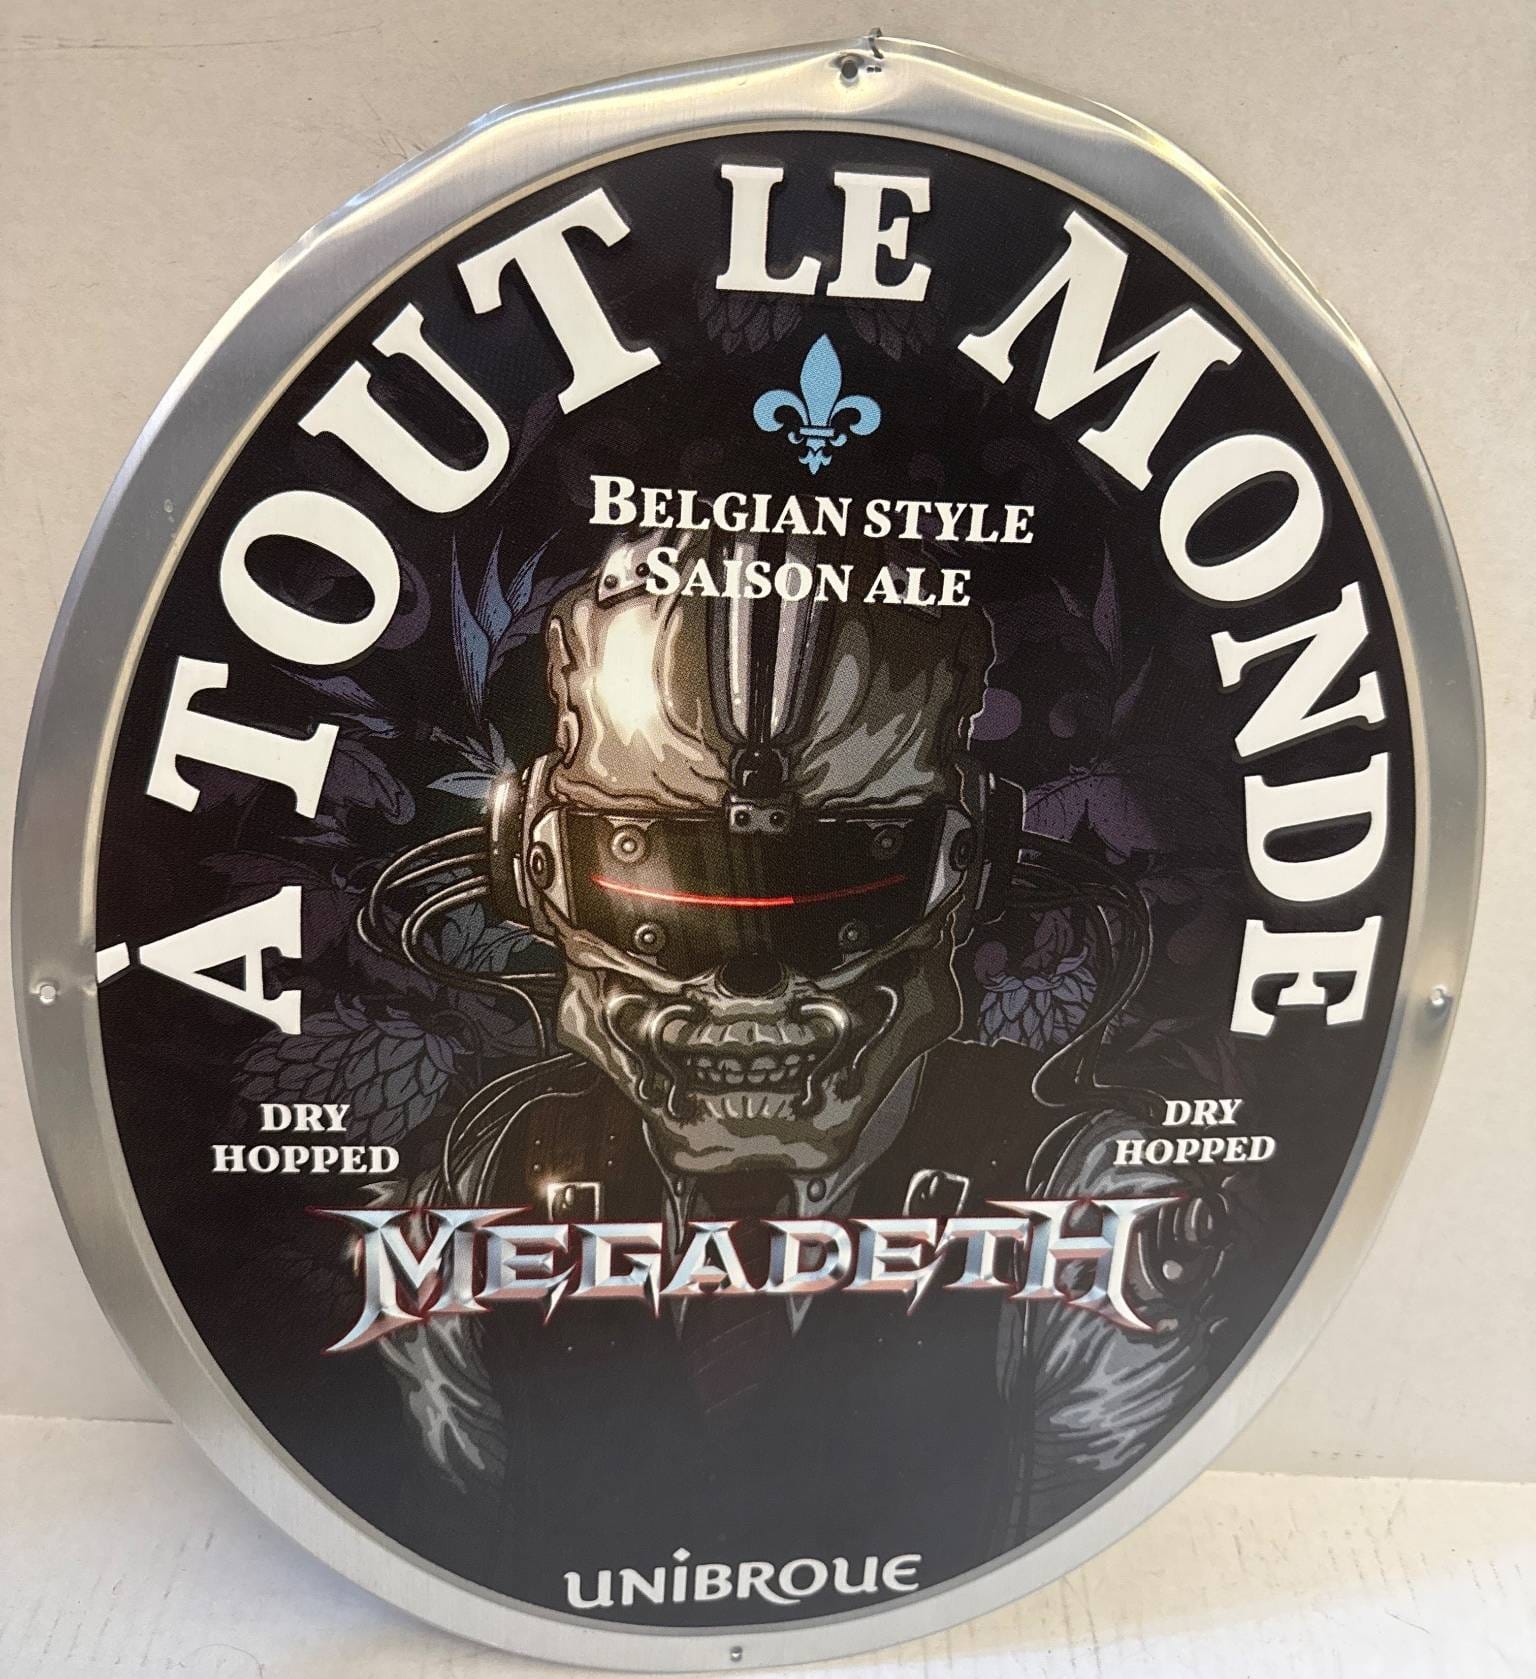 À TOUT LE MONDE
BELGIAN STYLE
SAISON ALE
DRY
HOPPED
DRY
HOPPED
MEGADETH
UNIBROUE